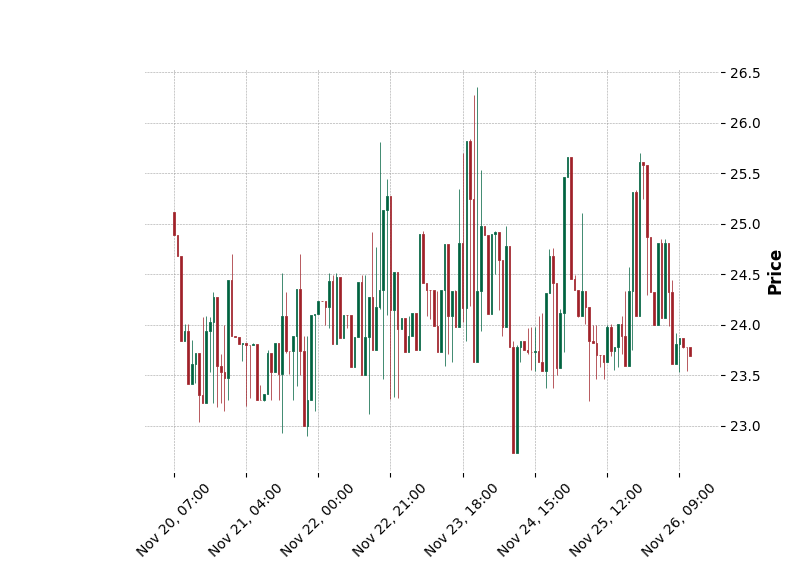 26.5
26.0
25.5
25.0
24.5
24.0
23.5
23.0
Price
Nov 20, 07:00
Nov 21, 04:00
Nov 22, 00:00
Nov 22, 21:00
Nov 23, 18:00
Nov 24, 15:00
Nov 25, 12:00
Nov 26, 09:00